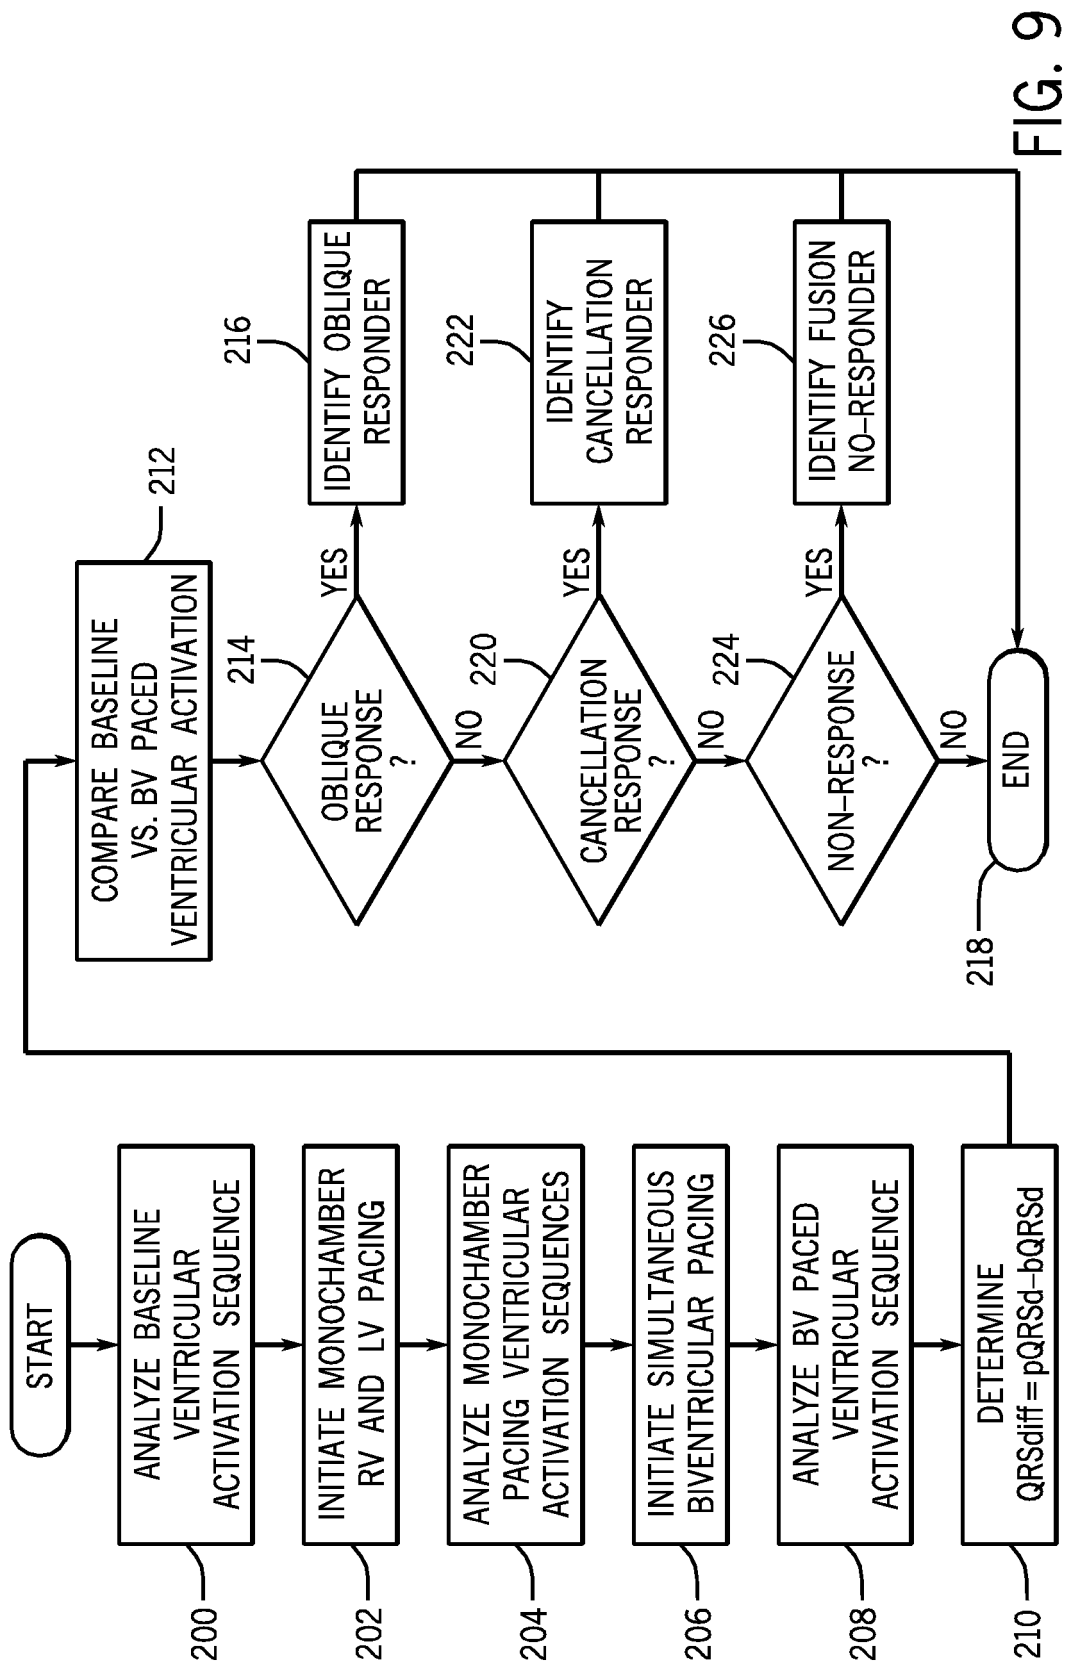 START
ANALYZE BASELINE
VENTRICULAR
ACTIVATION SEQUENCE
200
INITIATE MONOCHAMBER
RV AND LV PACING
202
ANALYZE MONOCHAMBER
PACING VENTRICULAR
ACTIVATION SEQUENCES
204
INITIATE SIMULTANEOUS
BIVENTRICULAR PACING
206
ANALYZE BV PACED
VENTRICULAR
ACTIVATION SEQUENCE
208
DETERMINE
QRSdiff = pQRSd–bQRSd
210
COMPARE BASELINE
VS. BV PACED
VENTRICULAR ACTIVATION
212
OBLIQUE
RESPONSE
?
214
YES
NO
IDENTIFY OBLIQUE
RESPONDER
216
CANCELLATION
RESPONSE
?
220
YES
NO
IDENTIFY
CANCELLATION
RESPONDER
222
NON–RESPONSE
?
224
YES
NO
IDENTIFY FUSION
NO–RESPONDER
226
END
218
FIG. 9